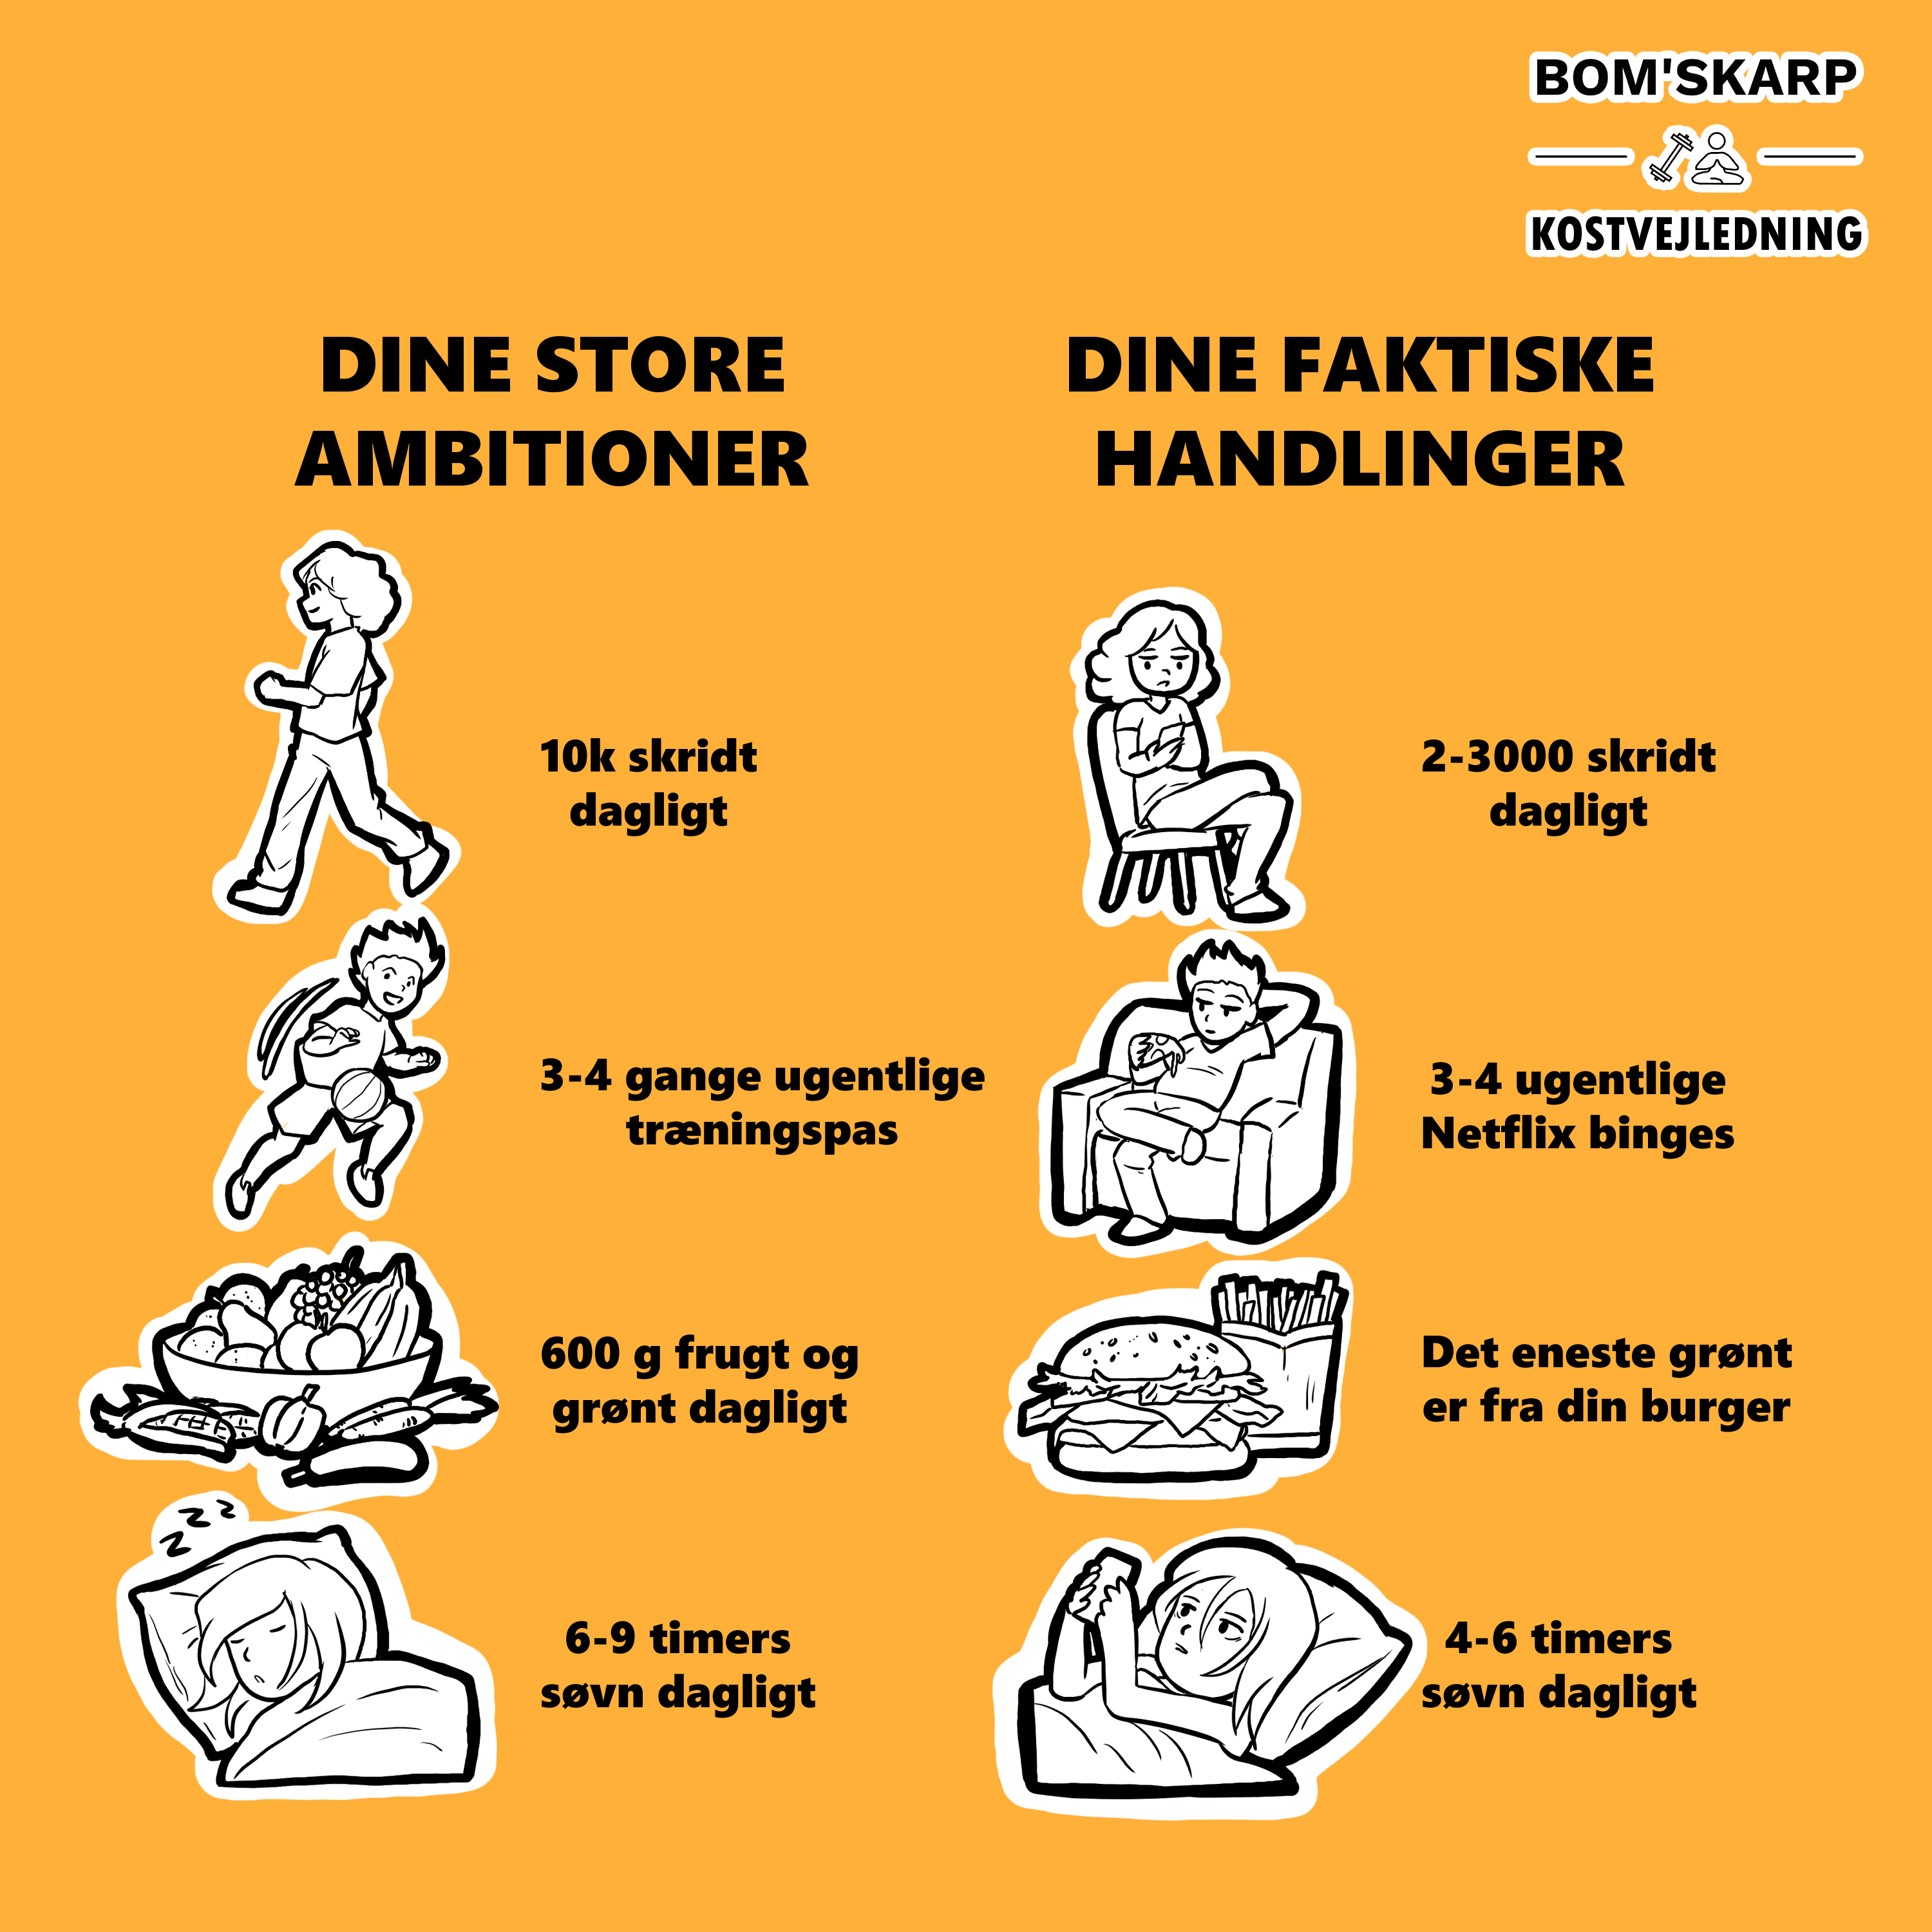 BOM'SKARP
KOSTVEJLEDNING
DINE STORE
AMBITIONER
10k skridt
dagligt
3-4 gange ugentlige
træningspas
600 g frugt og
grønt dagligt
z z z
6-9 timers
søvn dagligt
DINE FAKTISKE
HANDLINGER
2-3000 skridt
dagligt
3-4 ugentlige
Netflix binges
Det eneste grønt
er fra din burger
4-6 timers
søvn dagligt